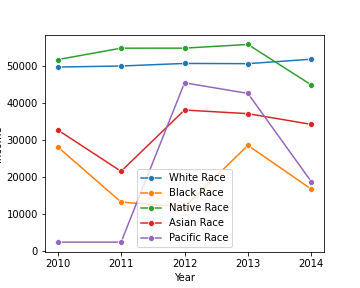 50000
40000
30000
20000
10000
0
White Race
Black Race
Native Race
Asian Race
Pacific Race
2010 2011 2012 2013 2014
Year